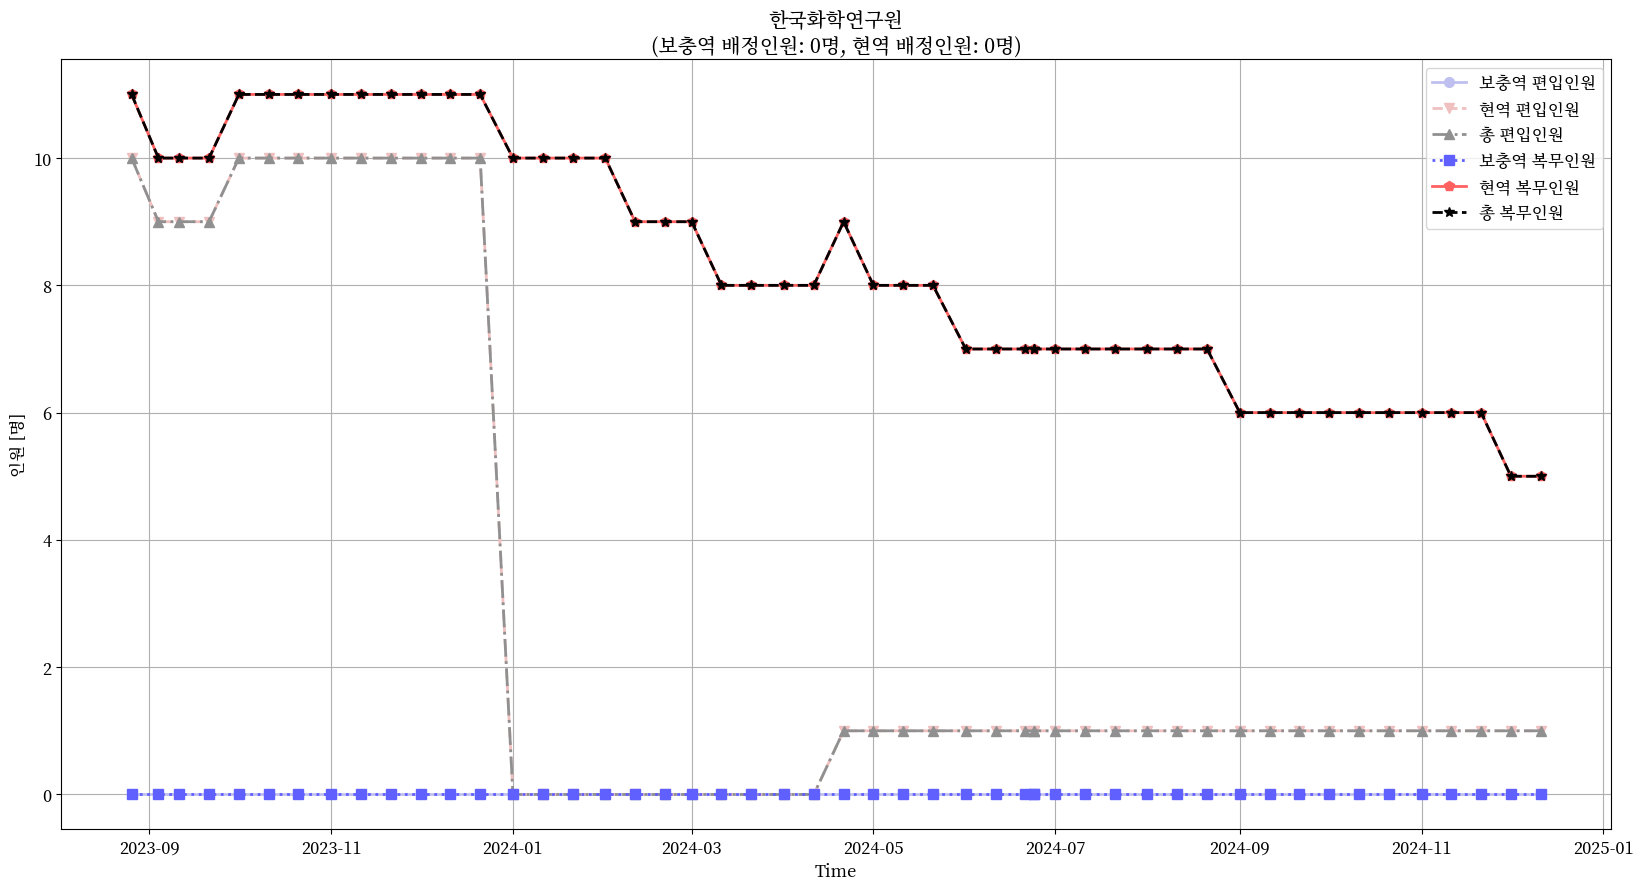 한국화학연구원
(보충역 배정인원: 0명, 현역 배정인원: 0명)
보충역 편입인원
현역 편입인원
총 편입인원
보충역 복무인원
현역 복무인원
총 복무인원
인원 [명]
10
8
6
4
2
0
2023-09 2023-11 2024-01 2024-03 2024-05 2024-07 2024-09 2024-11 2025-01
Time